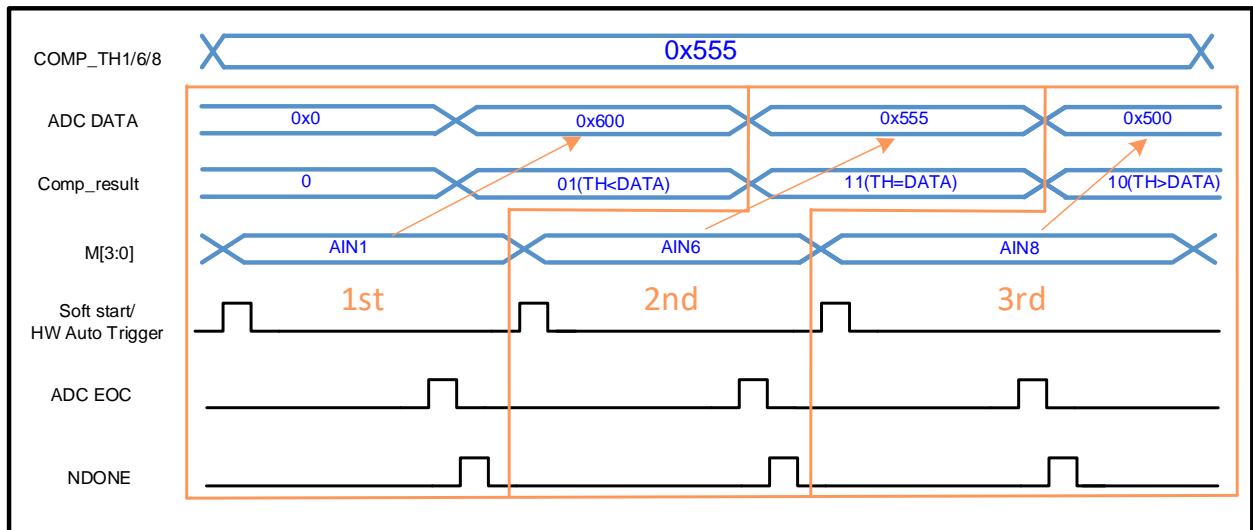 COMP_TH1/6/8
0x555
ADC DATA
0x0
0x600
0x555
0x500
Comp_result
0
01(TH<DATA)
11(TH=DATA)
10(TH>DATA)
M[3:0]
AIN1
AIN6
AIN8
Soft start/
HW Auto Trigger
1st
2nd
3rd
ADC EOC
NDONE